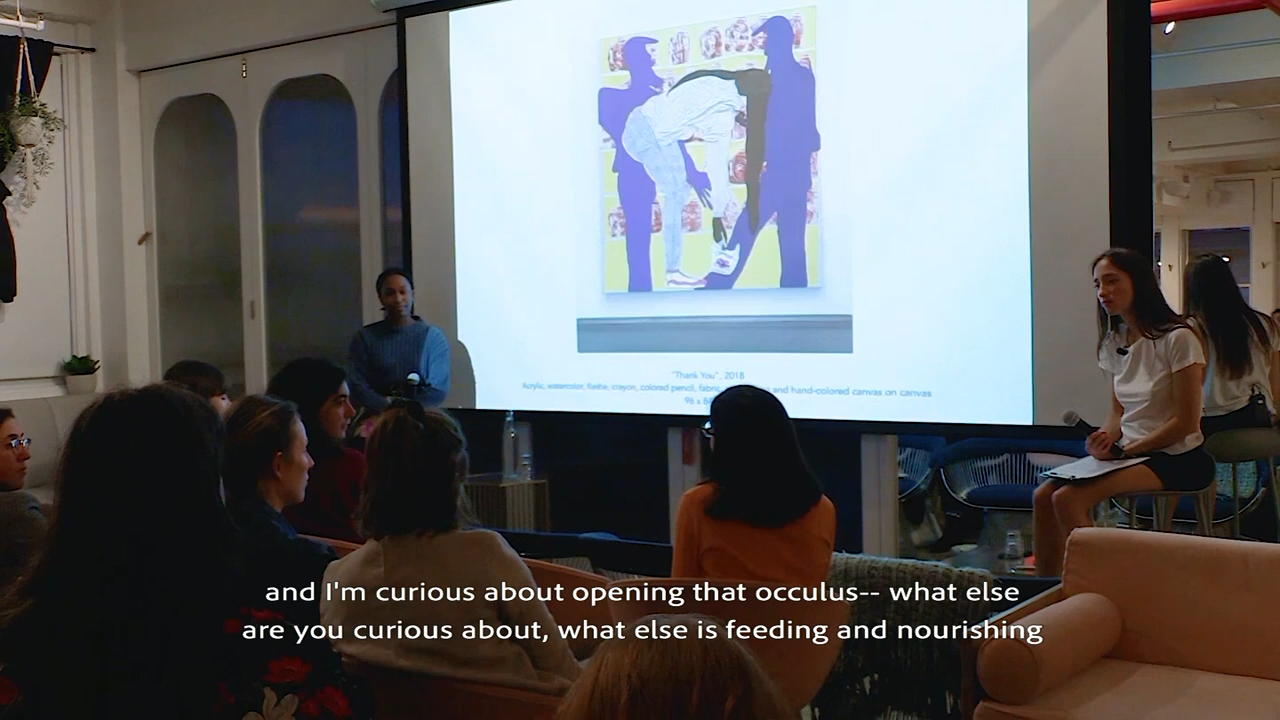 "Thank You", 2018
Acrylic, watercolor, flashe, crayon, colored pencil, fabric and hand-colored canvas on canvas
96 x
and I'm curious about opening that occulus-- what else
are you curious about, what else is feeding and nourishing